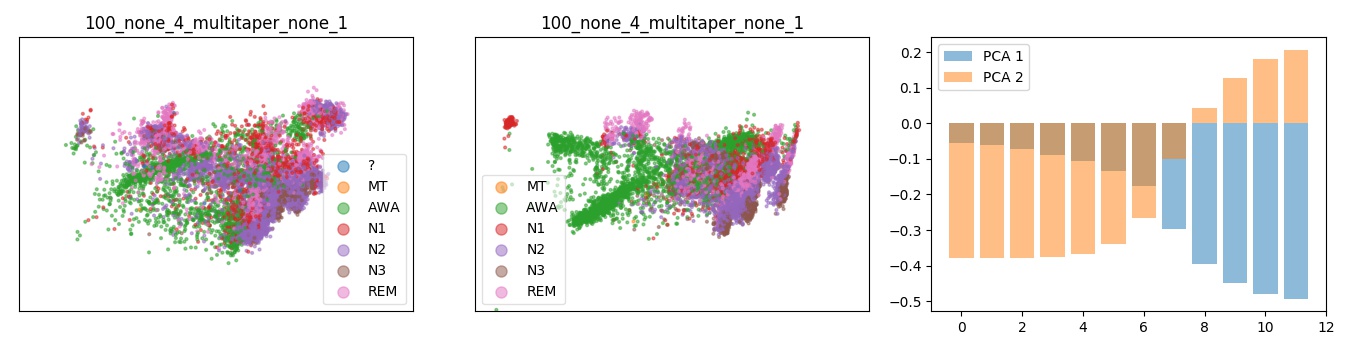 100_none_4_multitaper_none_1
?
MT
AWA
N1
N2
N3
REM
100_none_4_multitaper_none_1
MT
AWA
N1
N2
N3
REM
PCA 1
PCA 2
0.2
0.1
0.0
−0.1
−0.2
−0.3
−0.4
−0.5
0 2 4 6 8 10 12